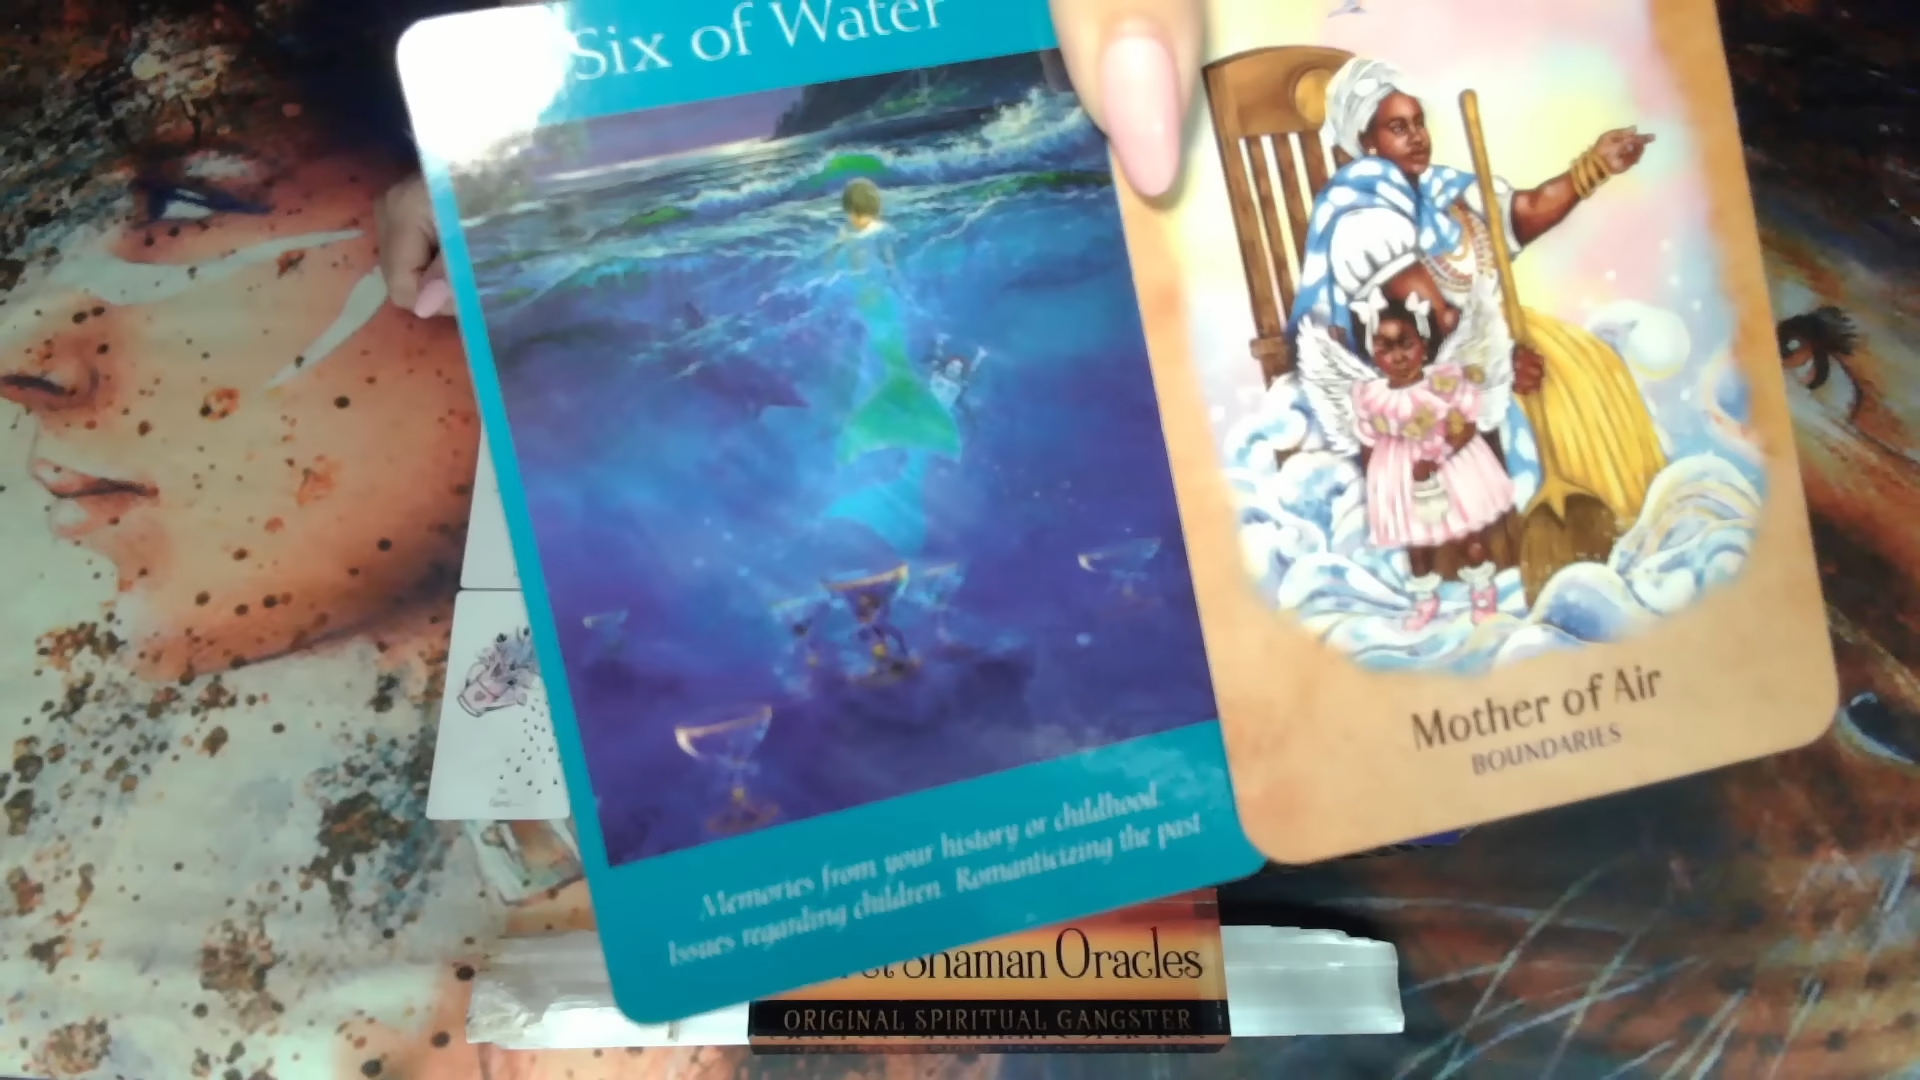 Six of Water
Memories from your history or childhood.
Issues regarding children. Romanticizing the past.
Mother of Air
BOUNDARIES
Shaman Oracles
ORIGINAL SPIRITUAL GANGSTER